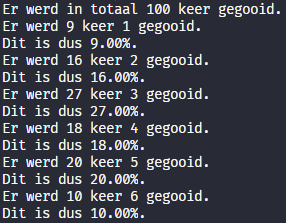 Er werd in totaal 100 keer gegooid.
Er werd 9 keer 1 gegooid.
Dit is dus 9.00%.
Er werd 16 keer 2 gegooid.
Dit is dus 16.00%.
Er werd 27 keer 3 gegooid.
Dit is dus 27.00%.
Er werd 18 keer 4 gegooid.
Dit is dus 18.00%.
Er werd 20 keer 5 gegooid.
Dit is dus 20.00%.
Er werd 10 keer 6 gegooid.
Dit is dus 10.00%.